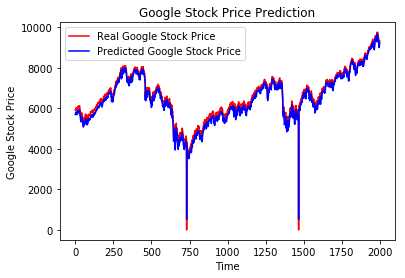 Google Stock Price Prediction
Real Google Stock Price
Predicted Google Stock Price
Google Stock Price
10000
8000
6000
4000
2000
0
0 250 500 750 1000 1250 1500 1750 2000
Time